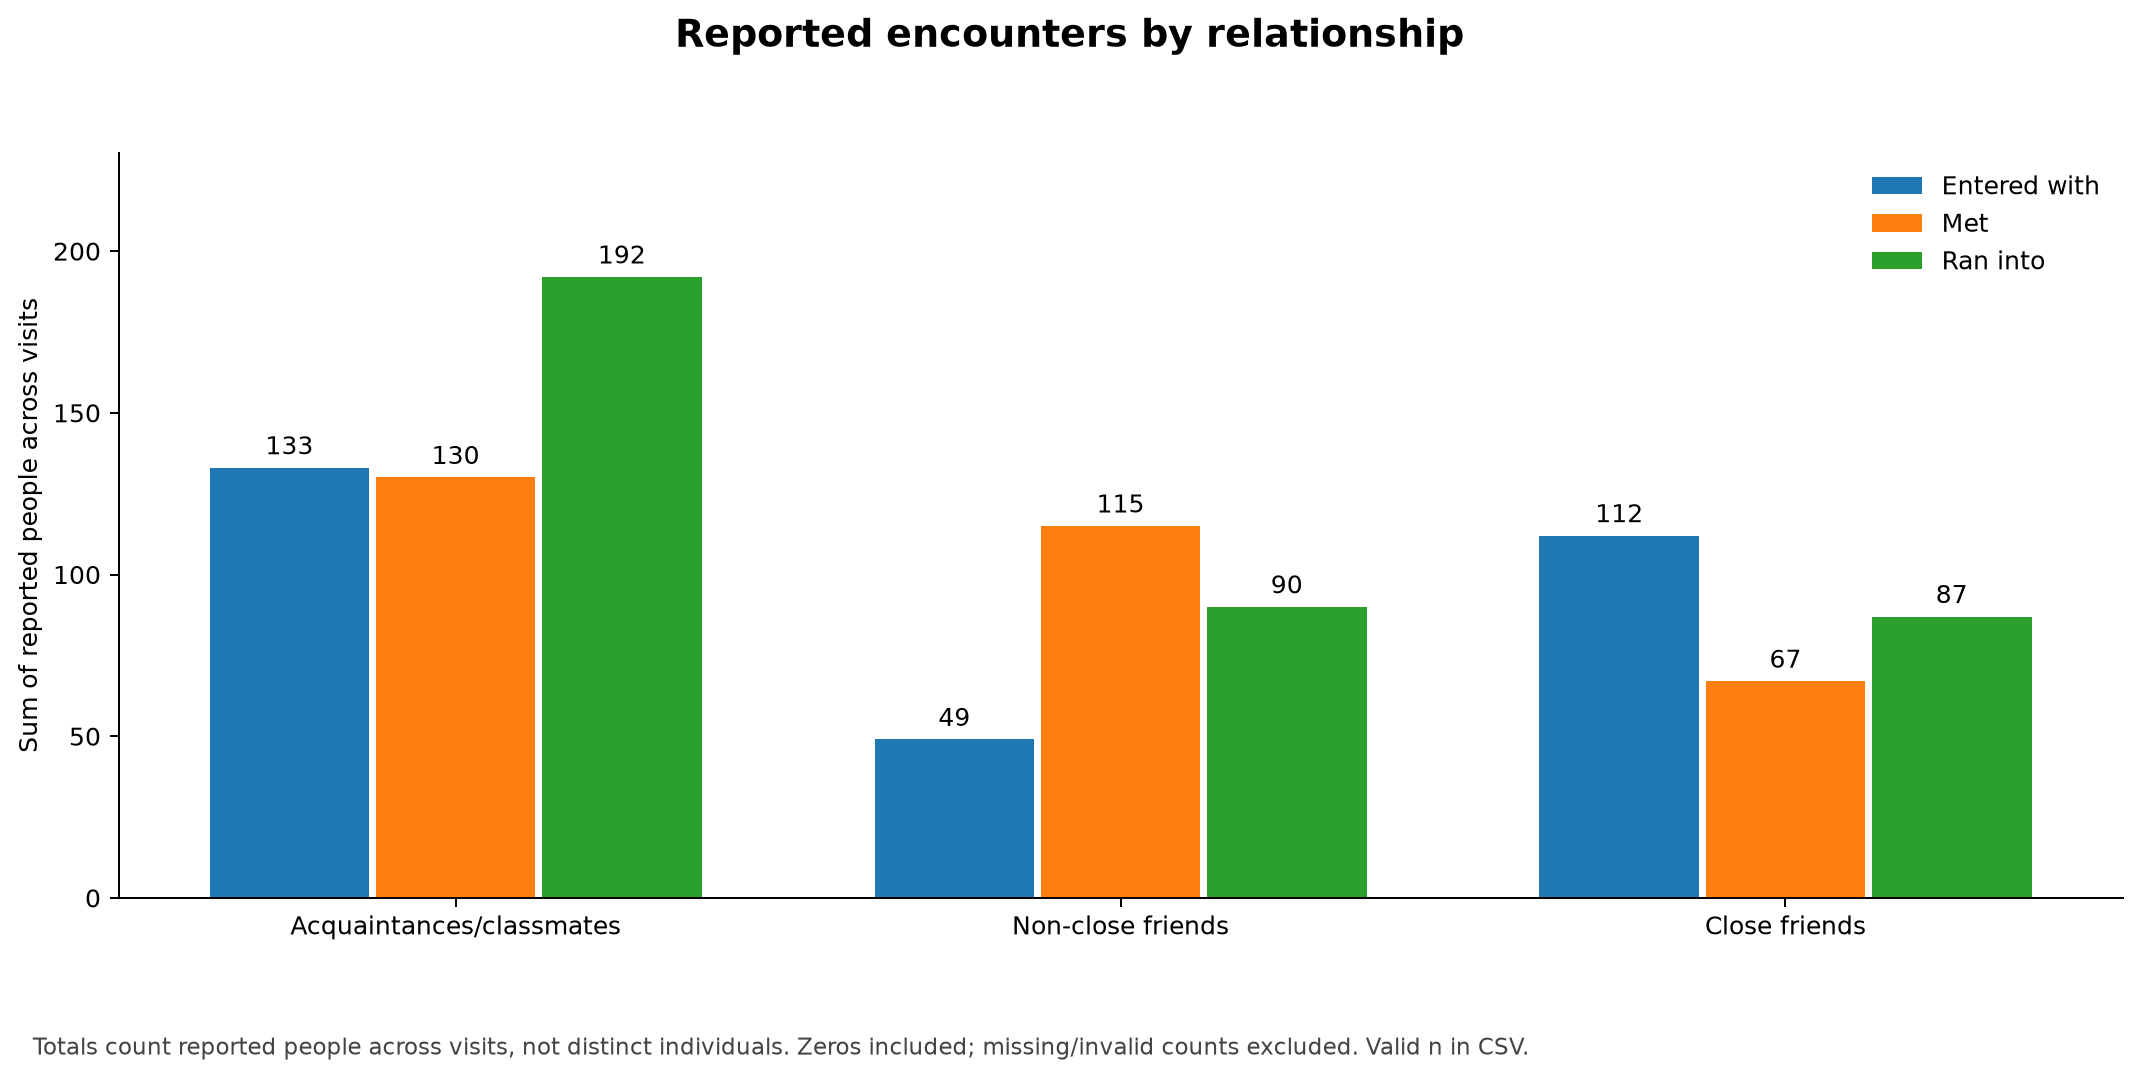 Reported encounters by relationship
Sum of reported people across visits
200
150
100
50
0
Entered with
Met
Ran into
133
130
192
49
115
90
112
67
87
Acquaintances/classmates
Non-close friends
Close friends
Totals count reported people across visits, not distinct individuals. Zeros included; missing/invalid counts excluded. Valid n in CSV.